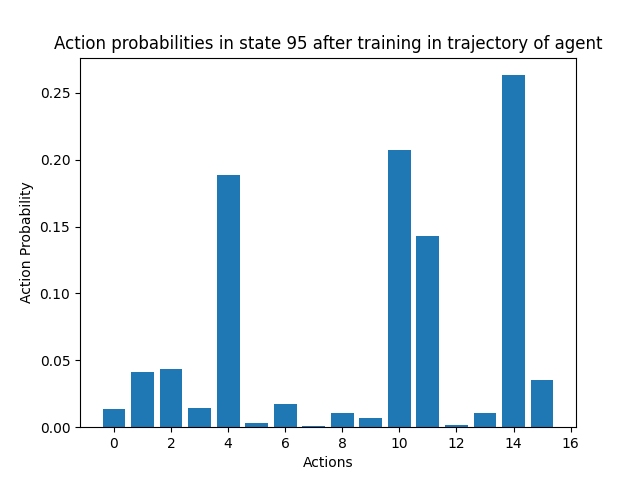 Action probabilities in state 95 after training in trajectory of agent
0.25
0.20
0.15
0.10
0.05
0.00
Action Probability
0 2 4 6 8 10 12 14 16
Actions